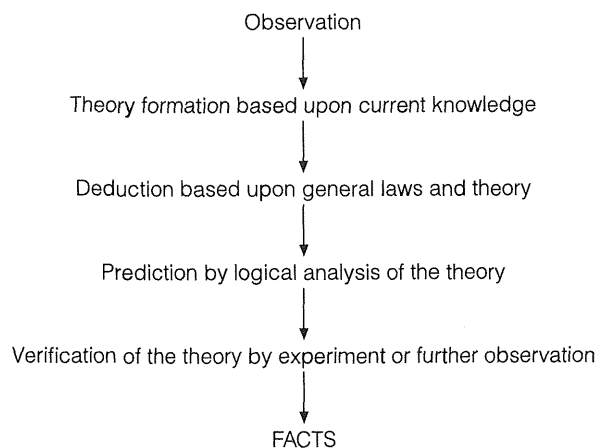 Observation
Theory formation based upon current knowledge
Deduction based upon general laws and theory
Prediction by logical analysis of the theory
Verification of the theory by experiment or further observation
FACTS